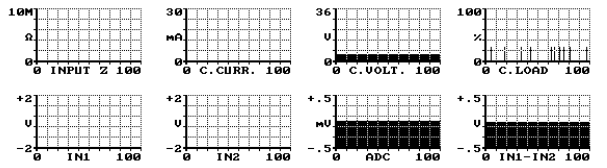 10M 30 36 100
Ω mA V %
0 0 0 0
0 INPUT Z 100 0 C.CURR. 100 0 C.VOLT. 100 0 C.LOAD 100
+2 +2 +.5 +.5
V V mV V
-2 -2 -.5 -.5
0 IN1 100 0 IN2 100 0 ADC 100 0 IN1-IN2 100